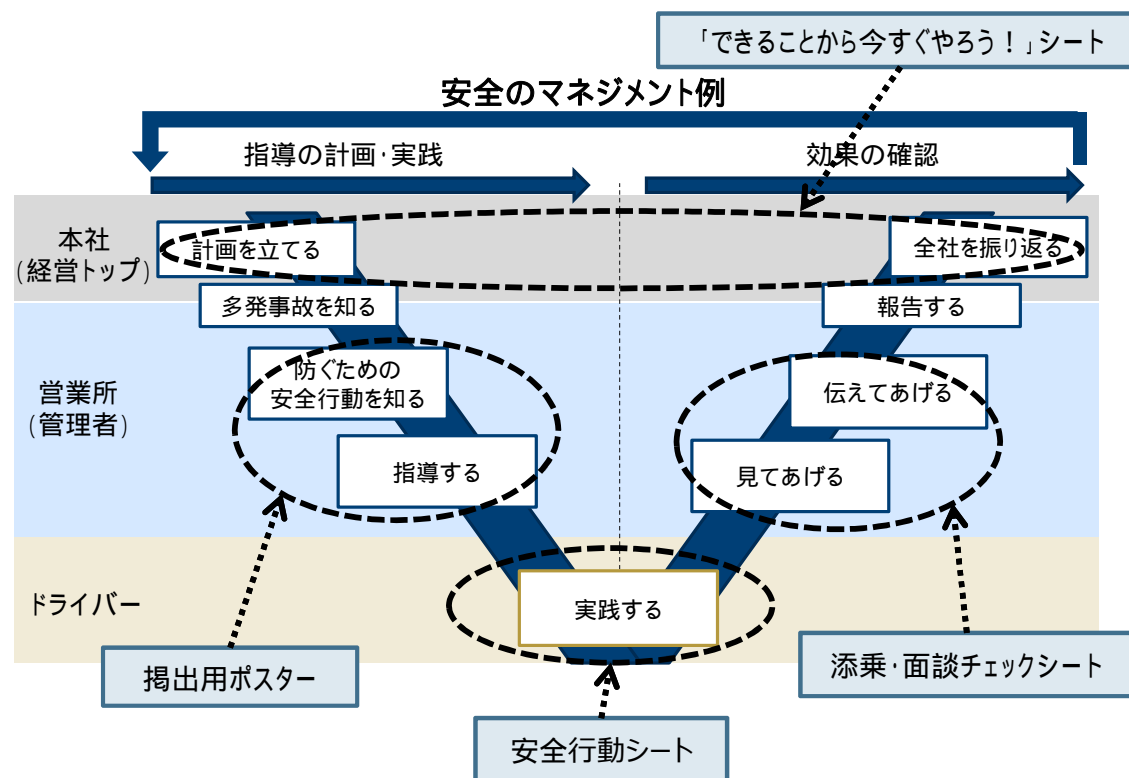 「できることから今すぐやろう！」シート
安全のマネジメント例
指導の計画・実践
効果の確認
本社
(経営トップ)
計画を立てる
全社を振り返る
多発事故を知る
報告する
営業所
(管理者)
防ぐための
安全行動を知る
伝えてあげる
指導する
見てあげる
ドライバー
実践する
掲出用ポスター
添乗・面談チェックシート
安全行動シート